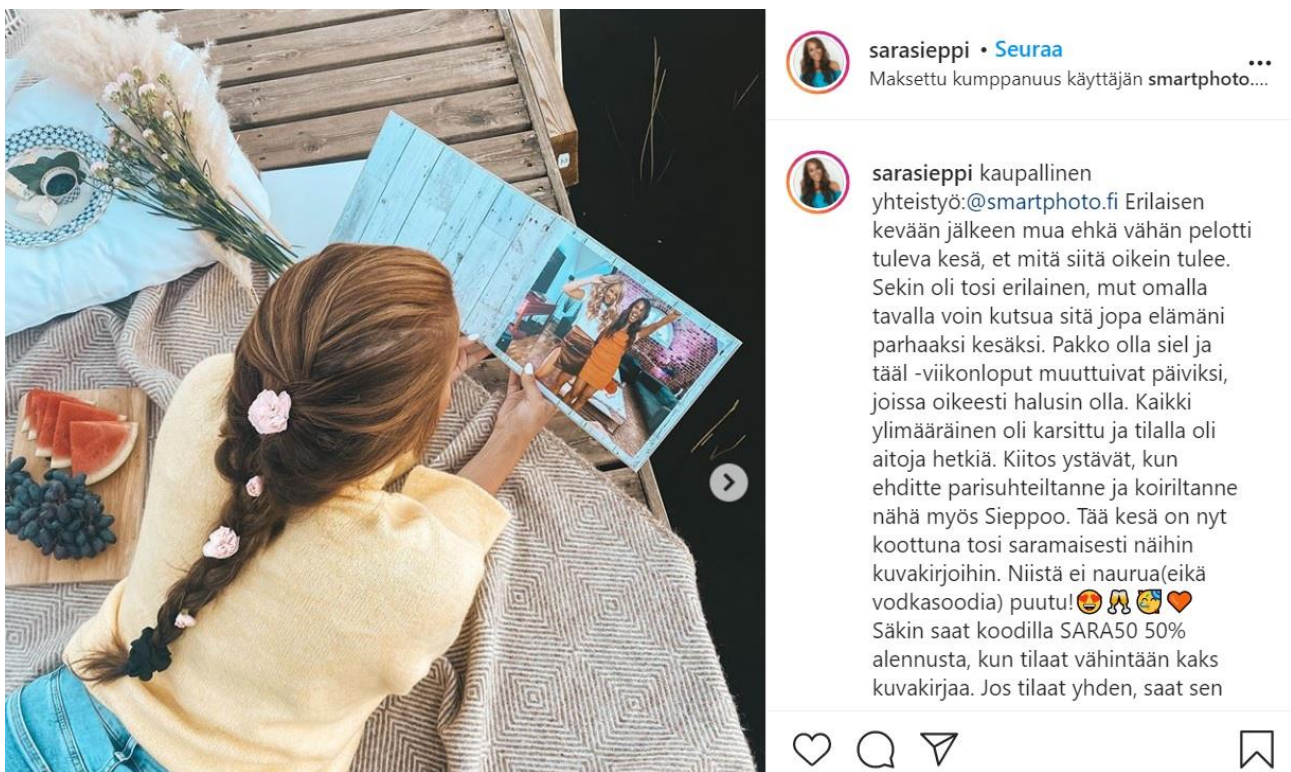 sarasieppi • Seuraa
Maksettu kumppanuus käyttäjän smartphoto....
sarasieppi kaupallinen
yhteistyö:@smartphoto.fi Erilaisen
kevään jälkeen mua ehkä vähän pelotti
tuleva kesä, et mitä siitä oikein tulee.
Sekin oli tosi erilainen, mut omalla
tavalla voin kutsua sitä jopa elämäni
parhaaksi kesäksi. Pakko olla siel ja
tääl -viikonloput muuttuivat päiviksi,
joissa oikeesti halusin olla. Kaikki
ylimääräinen oli karsittu ja tilalla oli
aitoja hetkiä. Kiitos ystävät, kun
ehditte parisuhteiltanne ja koiriltanne
nähä myös Sieppoo. Tää kesä on nyt
koottuna tosi saramaisesti näihin
kuvakirjoihin. Niistä ei naurua(eikä
vodkasoodia) puutu!😍🥂🥳🧡
Säkin saat koodilla SARA50 50%
alennusta, kun tilaat vähintään kaks
kuvakirjaa. Jos tilaat yhden, saat sen